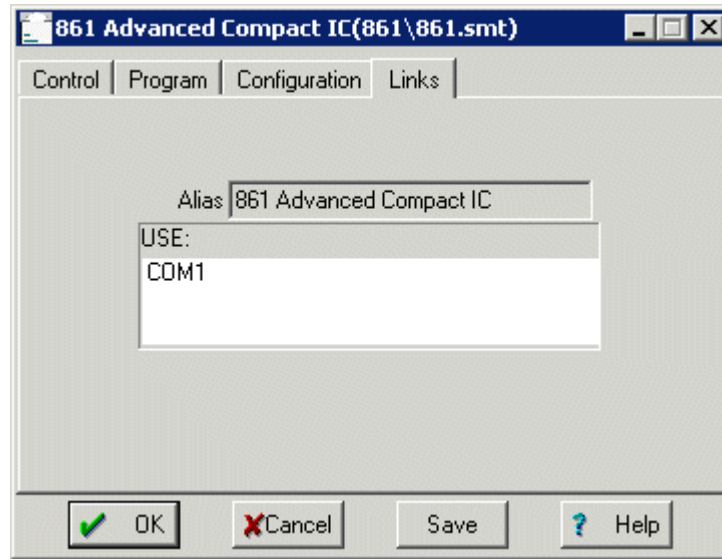 861 Advanced Compact IC(861\861.smt)
Control Program Configuration Links
Alias 861 Advanced Compact IC
USE:
COM1
OK Cancel Save ? Help